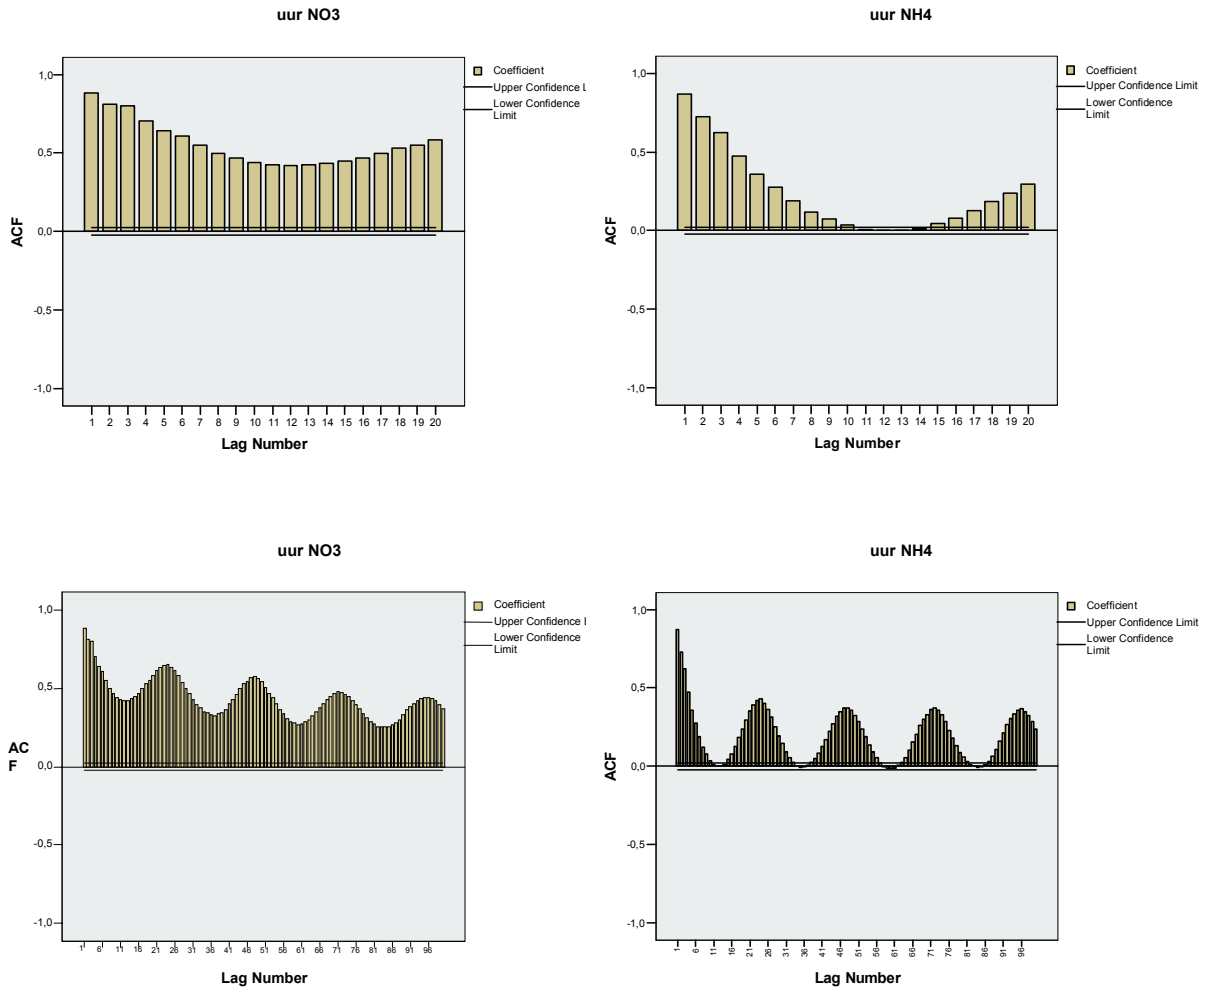 uur NO3
1,0
0,5
0,0
-0,5
-1,0
ACF
1 2 3 4 5 6 7 8 9 10 11 12 13 14 15 16 17 18 19 20
Lag Number
Coefficient
Upper Confidence L
Lower Confidence
Limit
uur NH4
1,0
0,5
0,0
-0,5
-1,0
ACF
1 2 3 4 5 6 7 8 9 10 11 12 13 14 15 16 17 18 19 20
Lag Number
Coefficient
Upper Confidence Limit
Lower Confidence
Limit
uur NO3
1,0
0,5
0,0
-0,5
-1,0
AC
F
1 6 11 16 21 26 31 36 41 46 51 56 61 66 71 76 81 86 91 96
Lag Number
Coefficient
Upper Confidence l
Lower Confidence
Limit
uur NH4
1,0
0,5
0,0
-0,5
-1,0
ACF
1 6 11 16 21 26 31 36 41 46 51 56 61 66 71 76 81 86 91 96
Lag Number
Coefficient
Upper Confidence Limit
Lower Confidence
Limit